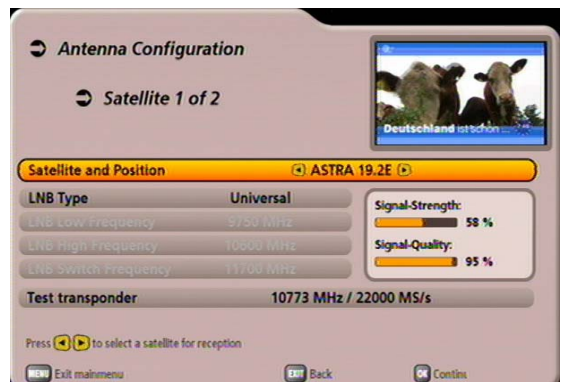 Antenna Configuration
Satellite 1 of 2
Deutschland ist schön ...
Satellite and Position ASTRA 19.2E
LNB Type Universal
LNB Low Frequency 9750 MHz
LNB High Frequency 10600 MHz
LNB Switch Frequency 11700 MHz
Signal-Strength:
58 %
Signal-Quality:
95 %
Test transponder 10773 MHz / 22000 MS/s
Press to select a satellite for reception
MENU Exit mainmenu EXIT Back OK Contins